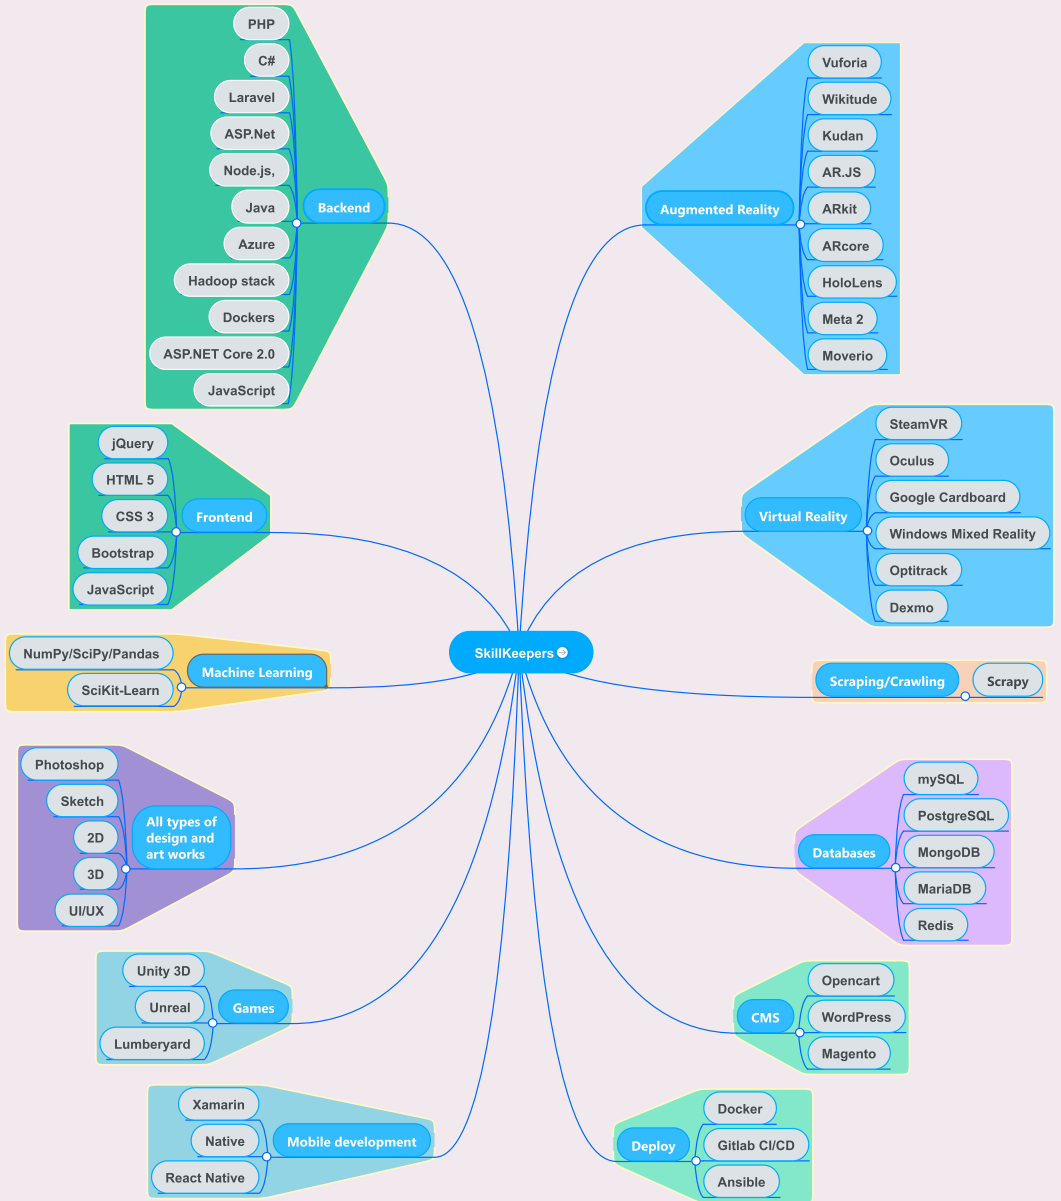 SkillKeepers
Backend
PHP
C#
Laravel
ASP.Net
Node.js,
Java
Azure
Hadoop stack
Dockers
ASP.NET Core 2.0
JavaScript
Frontend
jQuery
HTML 5
CSS 3
Bootstrap
JavaScript
Machine Learning
NumPy/SciPy/Pandas
SciKit-Learn
All types of
design and
art works
Photoshop
Sketch
2D
3D
UI/UX
Games
Unity 3D
Unreal
Lumberyard
Mobile development
Xamarin
Native
React Native
Augmented Reality
Vuforia
Wikitude
Kudan
AR.JS
ARkit
ARcore
HoloLens
Meta 2
Moverio
Virtual Reality
SteamVR
Oculus
Google Cardboard
Windows Mixed Reality
Optitrack
Dexmo
Scraping/Crawling
Scrapy
Databases
mySQL
PostgreSQL
MongoDB
MariaDB
Redis
CMS
Opencart
WordPress
Magento
Deploy
Docker
Gitlab CI/CD
Ansible